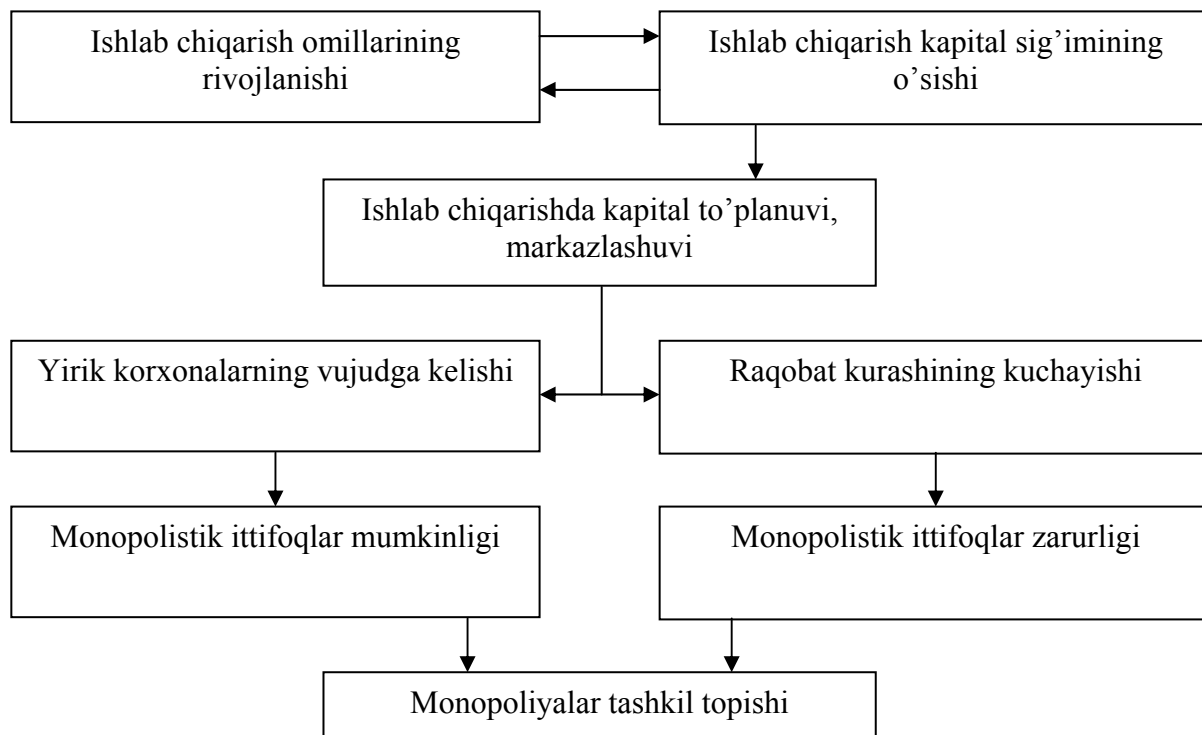 Ishlab chiqarish omillarining
rivojlanishi
Ishlab chiqarish kapital sig’imining
o’sishi
Ishlab chiqarishda kapital to’planuvi,
markazlashuvi
Yirik korxonalarning vujudga kelishi
Raqobat kurashining kuchayishi
Monopolistik ittifoqlar mumkinligi
Monopolistik ittifoqlar zarurligi
Monopoliyalar tashkil topishi